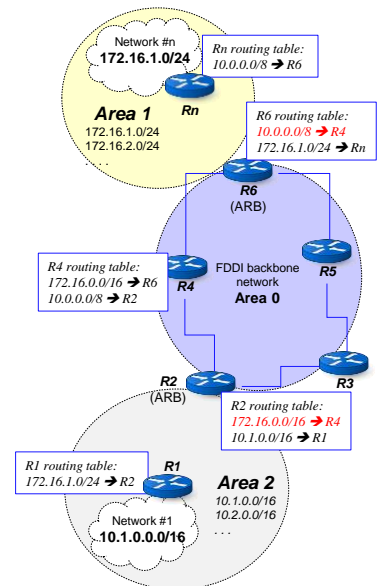 Network #n
172.16.1.0/24
Rn routing table:
10.0.0.0/8 ➔ R6
Rn
Area 1
172.16.1.0/24
172.16.2.0/24
. . .
R6 routing table:
10.0.0.0/8 ➔ R4
172.16.1.0/24 ➔ Rn
R6
(ARB)
R4 routing table:
172.16.0.0/16 ➔ R6
10.0.0.0/8 ➔ R2
R4
FDDI backbone
network
Area 0
R5
R2
(ARB)
R3
R2 routing table:
172.16.0.0/16 ➔ R4
10.1.0.0/16 ➔ R1
R1 routing table:
172.16.1.0/24 ➔ R2
R1
Area 2
10.1.0.0/16
10.2.0.0/16
. . .
Network #1
10.1.0.0.0/16